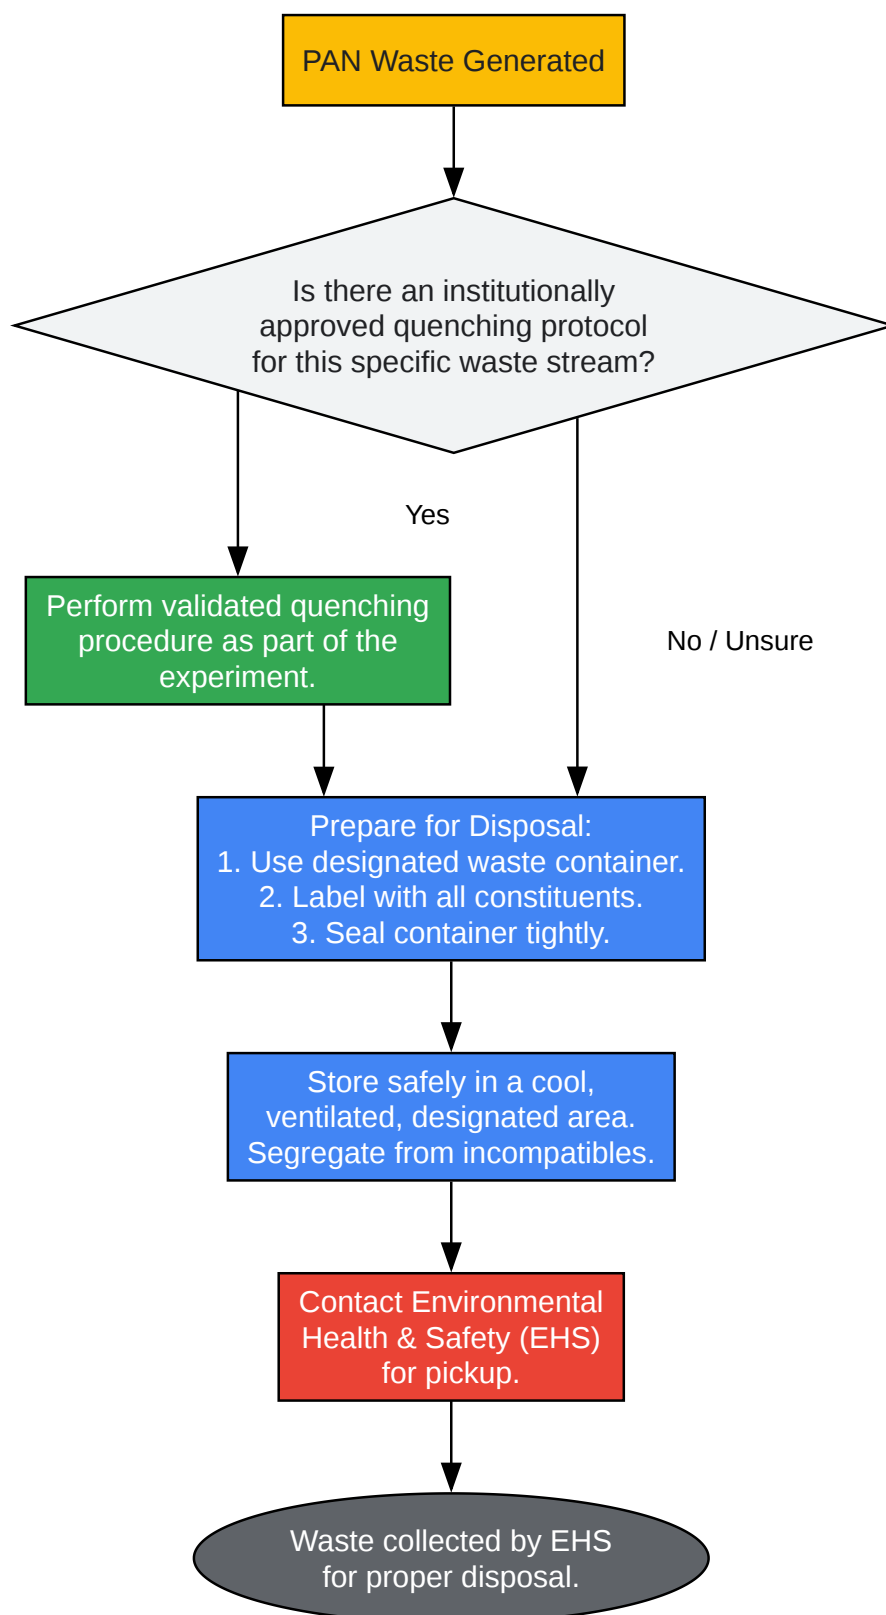 PAN Waste Generated
Is there an institutionally
approved quenching protocol
for this specific waste stream?
Yes
Perform validated quenching
procedure as part of the
experiment.
No / Unsure
Prepare for Disposal:
1. Use designated waste container.
2. Label with all constituents.
3. Seal container tightly.
Store safely in a cool,
ventilated, designated area.
Segregate from incompatibles.
Contact Environmental
Health & Safety (EHS)
for pickup.
Waste collected by EHS
for proper disposal.